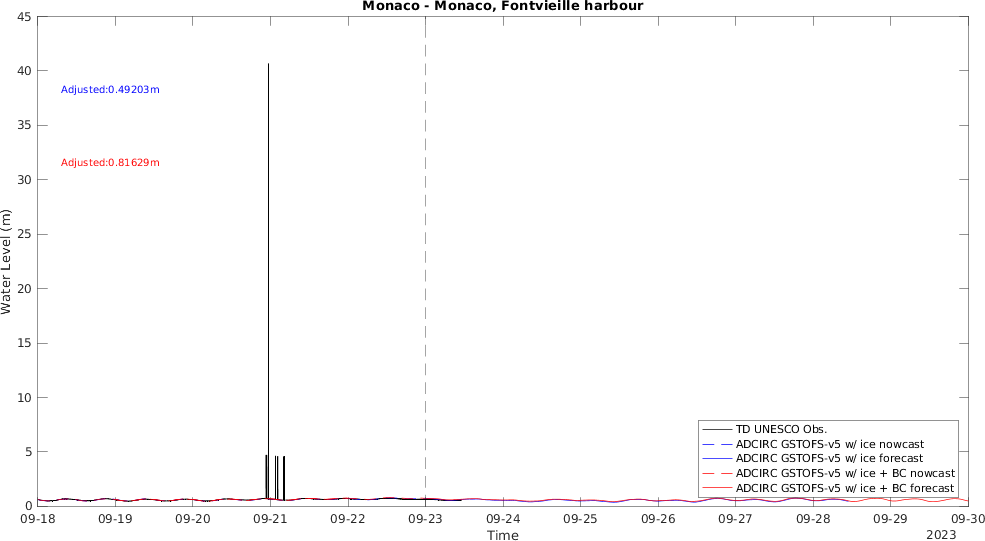 Monaco - Monaco, Fontvieille harbour
45
40
35
30
25
20
15
10
5
0
Water Level (m)
Adjusted:0.49203m
Adjusted:0.81629m
TD UNESCO Obs.
ADCIRC GSTOFS-v5 w/ ice nowcast
ADCIRC GSTOFS-v5 w/ ice forecast
ADCIRC GSTOFS-v5 w/ ice + BC nowcast
ADCIRC GSTOFS-v5 w/ ice + BC forecast
09-18 09-19 09-20 09-21 09-22 09-23 09-24 09-25 09-26 09-27 09-28 09-29 09-30
Time
2023